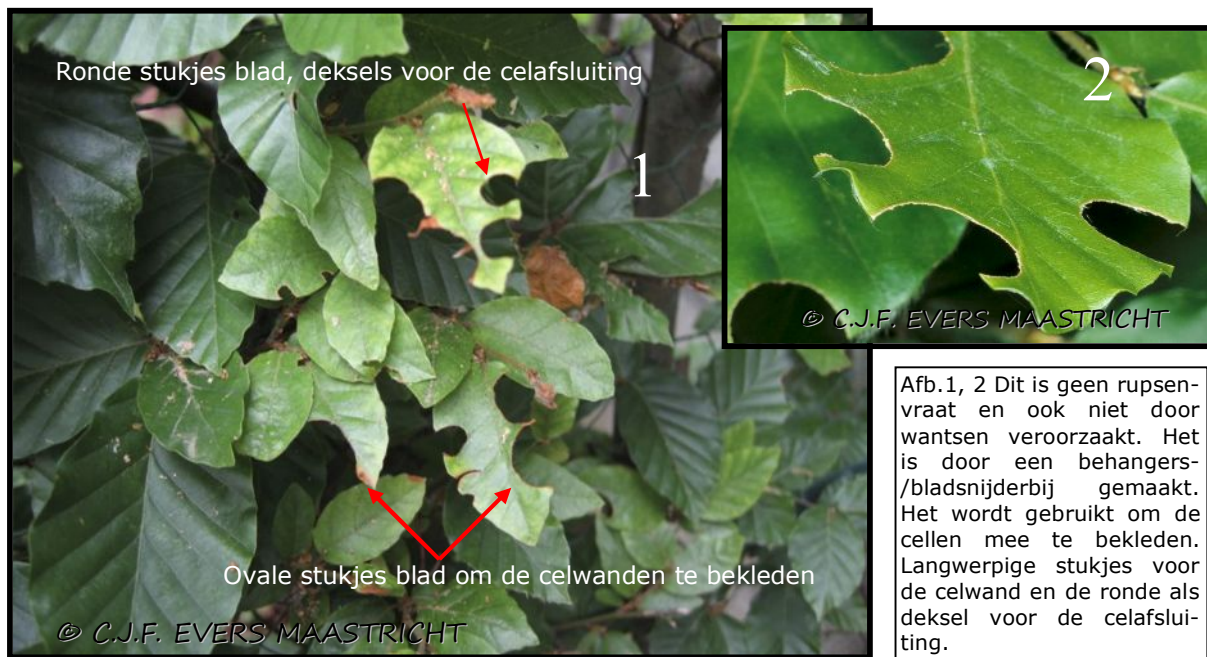 Ronde stukjes blad, deksels voor de celafsluiting
1
Ovale stukjes blad om de celwanden te bekleden
© C.J.F. EVERS MAASTRICHT
2
© C.J.F. EVERS MAASTRICHT
Afb.1, 2 Dit is geen rupsen-
vraat en ook niet door
wantsen veroorzaakt. Het
is door een behangers-
/bladsnijderbij gemaakt.
Het wordt gebruikt om de
cellen mee te bekleden.
Langwerpige stukjes voor
de celwand en de ronde als
deksel voor de celafslui-
ting.